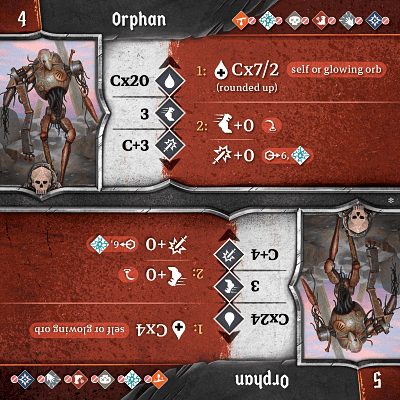 4 Orphan
Cx20
3
C+3
1: Cx7/2 self or glowing orb
(rounded up)
2: +0
+0 6,
5 Orphan
Cx24
3
C+4
1: Cx4 self or glowing orb
2: +0
+0 6,